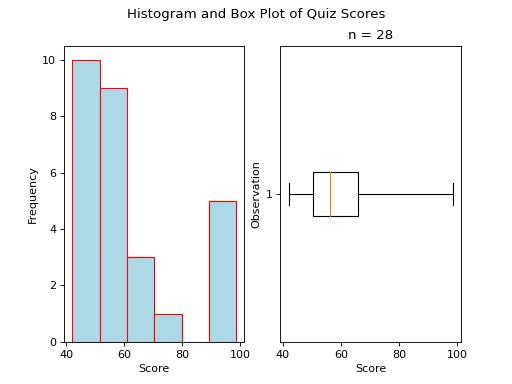 Histogram and Box Plot of Quiz Scores
n = 28
10
8
6
4
2
0
Frequency
40 60 80 100
Score
Observation
1
40 60 80 100
Score